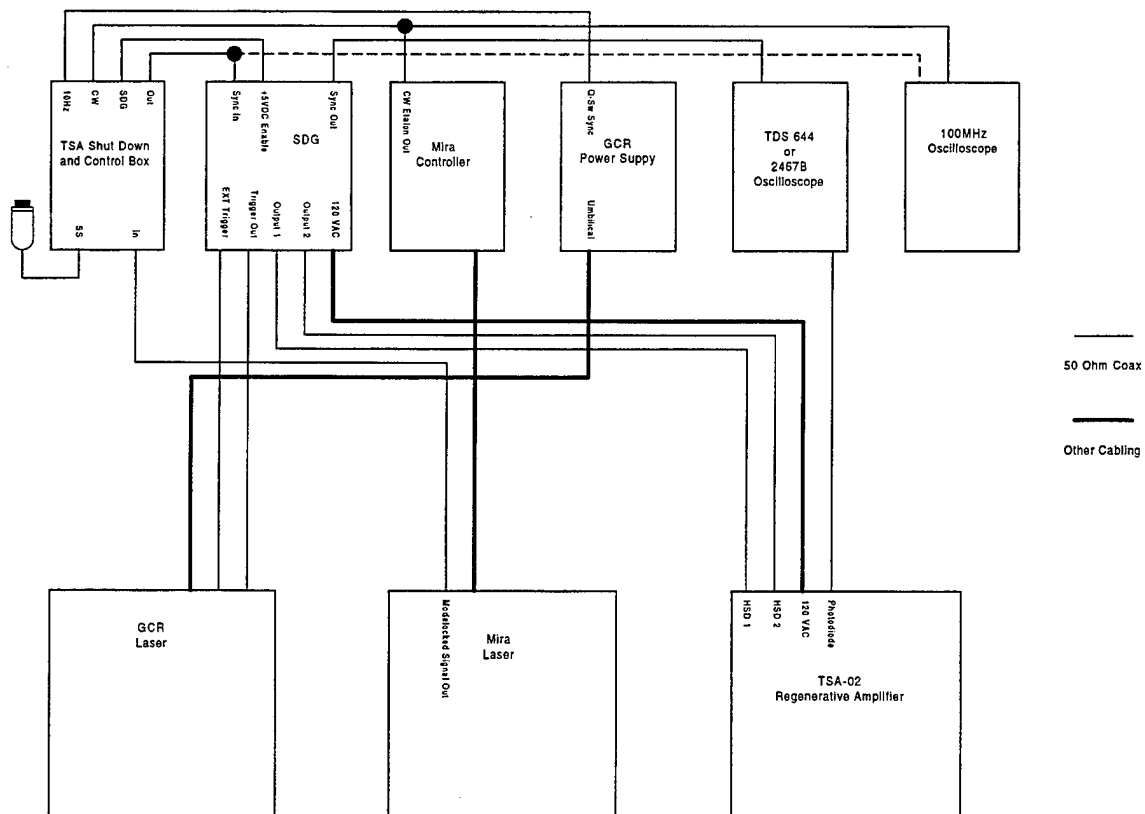 10Hz
CW
SDG
Out
TSA Shut Down
and Control Box
SS
In
Sync In
+5VDC Enable
Sync Out
SDG
EXT Trigger
Trigger Out
Output 1
Output 2
120 VAC
CW Etalon Out
Mira
Controller
Q-Sw Sync
GCR
Power Suppy
Umbilical
TDS 644
or
2467B
Oscilloscope
100MHz
Oscilloscope
50 Ohm Coax
Other Cabling
GCR
Laser
Modelocked Signal Out
Mira
Laser
HSD 1
HSD 2
120 VAC
Photodiode
TSA-02
Regenerative Amplifier